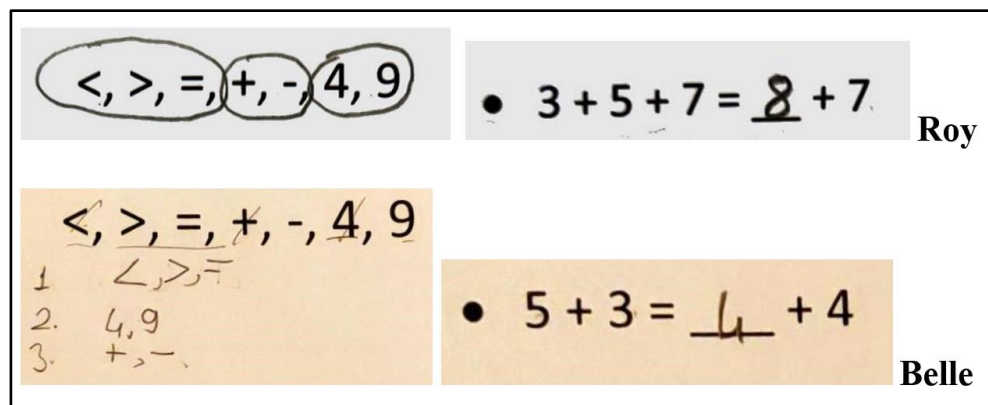 <, >, =, +, -, 4, 9
• 3 + 5 + 7 = 8 + 7
Roy
<, >, =, +, -, 4, 9
1 <, >, =
2. 4, 9
3. +, -
• 5 + 3 = 4 + 4
Belle